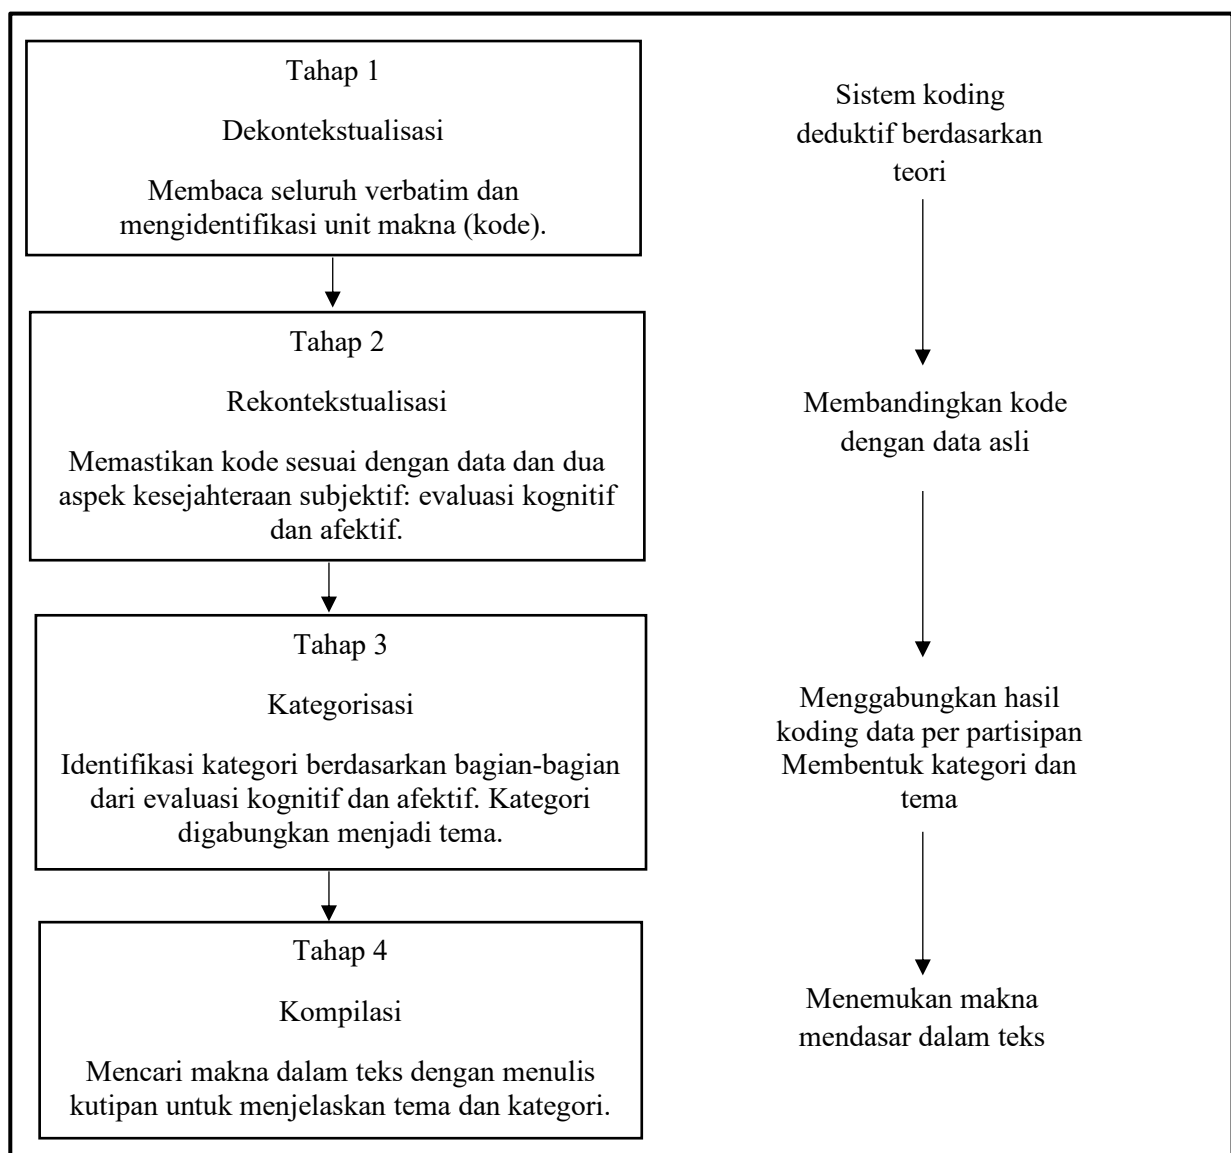 Tahap 1
Dekontekstualisasi
Membaca seluruh verbatim dan
mengidentifikasi unit makna (kode).
Sistem koding
deduktif berdasarkan
teori
Tahap 2
Rekontekstualisasi
Memastikan kode sesuai dengan data dan dua
aspek kesejahteraan subjektif: evaluasi kognitif
dan afektif.
Membandingkan kode
dengan data asli
Tahap 3
Kategorisasi
Identifikasi kategori berdasarkan bagian-bagian
dari evaluasi kognitif dan afektif. Kategori
digabungkan menjadi tema.
Menggabungkan hasil
koding data per partisipan
Membentuk kategori dan
tema
Tahap 4
Kompilasi
Mencari makna dalam teks dengan menulis
kutipan untuk menjelaskan tema dan kategori.
Menemukan makna
mendasar dalam teks